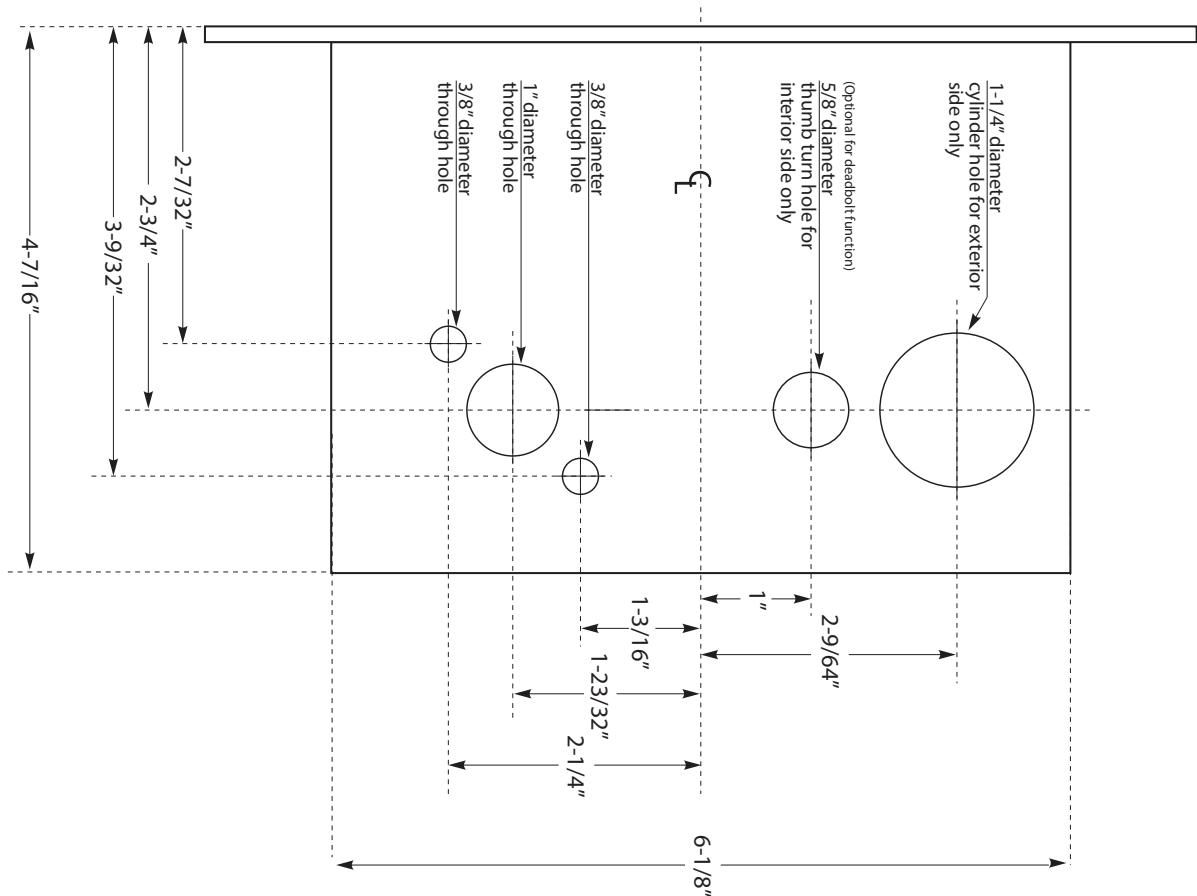 1-1/4” diameter
cylinder hole for exterior
side only
(Optional for deadbolt function)
5/8” diameter
thumb turn hole for
interior side only
CL
3/8” diameter
through hole
1” diameter
through hole
3/8” diameter
through hole
2-7/32”
2-3/4”
3-9/32”
4-7/16”
1”
2-9/64”
1-3/16”
1-23/32”
2-1/4”
6-1/8”